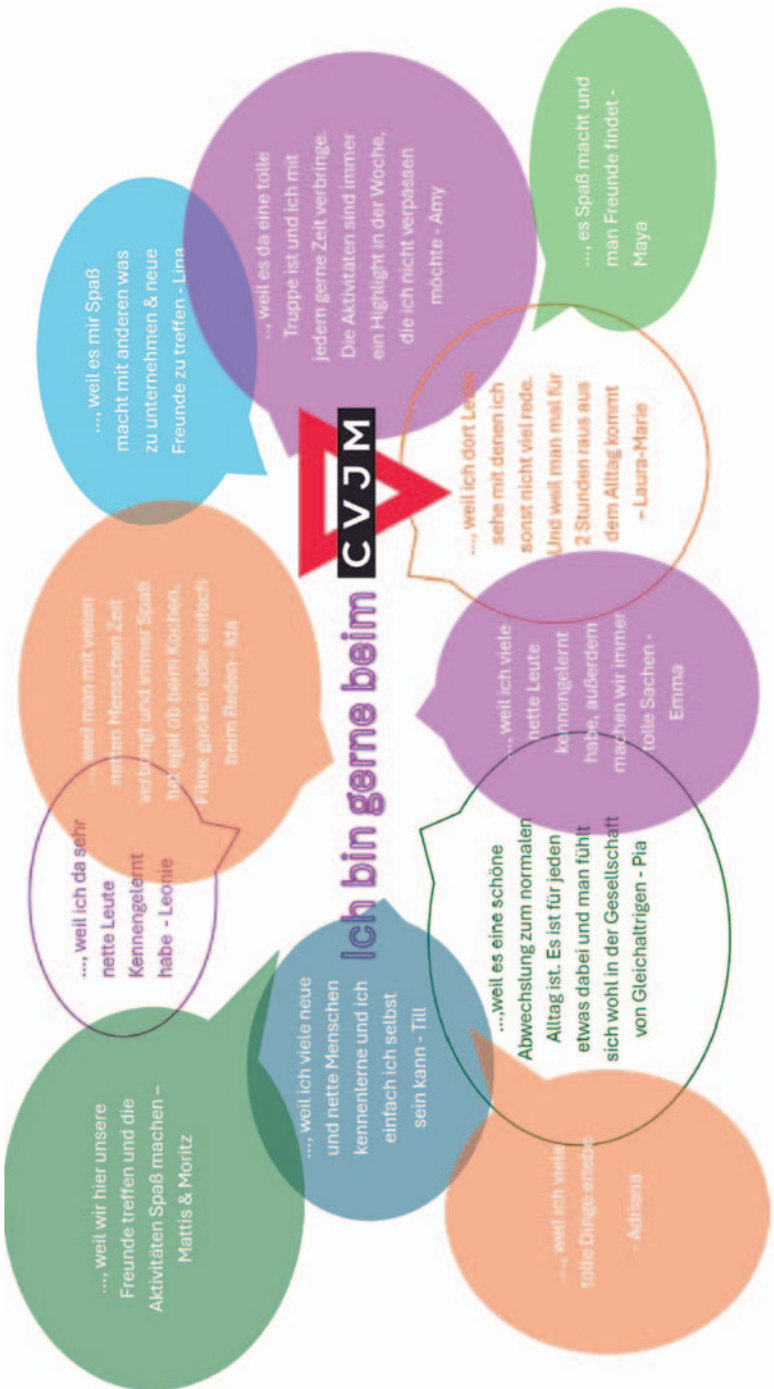 ..., weil wir hier unsere
Freunde treffen und die
Aktivitäten Spaß machen –
Mattis & Moritz
..., weil ich da sehr
nette Leute
Kennengelernt
habe - Leonie
..., weil man mit vielen
netten Menschen Zeit
verbringt und immer Spaß
hat, egal ob beim Kochen,
Filme gucken oder einfach
beim Reden - Ida
..., weil es mir Spaß
macht mit anderen was
zu unternehmen & neue
Freunde zu treffen - Lina
..., weil ich viele neue
und nette Menschen
kennenlerne und ich
einfach ich selbst
sein kann - Till
Ich bin gerne beim CVJM
.., weil es da eine tolle
Truppe ist und ich mit
jedem gerne Zeit verbringe.
Die Aktivitäten sind immer
ein Highlight in der Woche,
die ich nicht verpassen
möchte - Amy
..., weil ich viele
tolle Dinge erlebe
- Adriana
...,weil es eine schöne
Abwechslung zum normalen
Alltag ist. Es ist für jeden
etwas dabei und man fühlt
sich wohl in der Gesellschaft
von Gleichaltrigen - Pia
..., weil ich viele
nette Leute
kennengelernt
habe, außerdem
machen wir immer
tolle Sachen -
Emma
..., weil ich dort Leute
sehe mit denen ich
sonst nicht viel rede.
Und weil man mal für
2 Stunden raus aus
dem Alltag kommt
- Laura-Marie
..., es Spaß macht und
man Freunde findet -
Maya